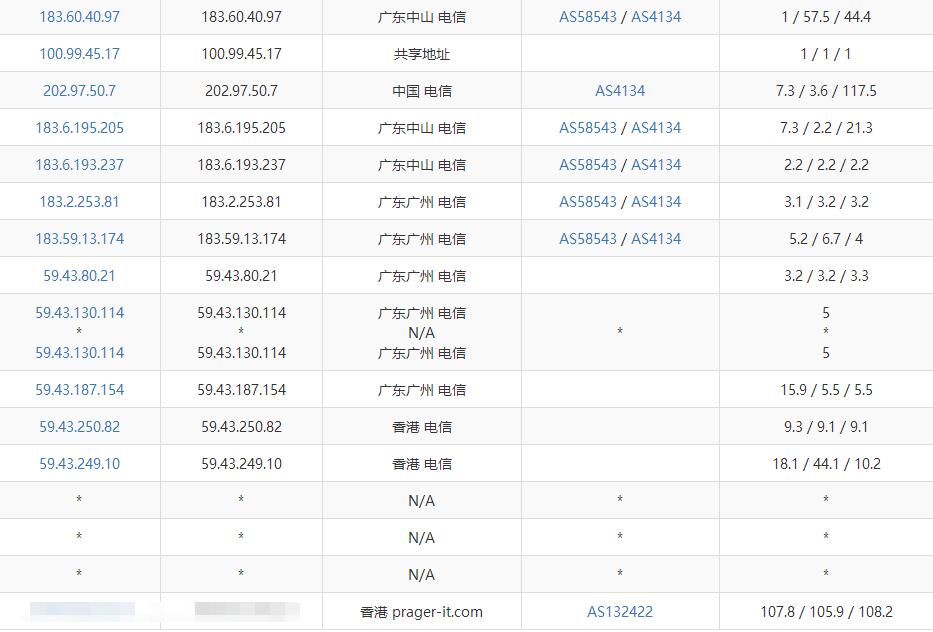 183.60.40.97 183.60.40.97 广东中山 电信 AS58543 / AS4134 1 / 57.5 / 44.4
100.99.45.17 100.99.45.17 共享地址 1 / 1 / 1
202.97.50.7 202.97.50.7 中国 电信 AS4134 7.3 / 3.6 / 117.5
183.6.195.205 183.6.195.205 广东中山 电信 AS58543 / AS4134 7.3 / 2.2 / 21.3
183.6.193.237 183.6.193.237 广东中山 电信 AS58543 / AS4134 2.2 / 2.2 / 2.2
183.2.253.81 183.2.253.81 广东广州 电信 AS58543 / AS4134 3.1 / 3.2 / 3.2
183.59.13.174 183.59.13.174 广东广州 电信 AS58543 / AS4134 5.2 / 6.7 / 4
59.43.80.21 59.43.80.21 广东广州 电信 3.2 / 3.2 / 3.3
59.43.130.114 59.43.130.114 广东广州 电信 5
* * N/A * *
59.43.130.114 59.43.130.114 广东广州 电信 5
59.43.187.154 59.43.187.154 广东广州 电信 15.9 / 5.5 / 5.5
59.43.250.82 59.43.250.82 香港 电信 9.3 / 9.1 / 9.1
59.43.249.10 59.43.249.10 香港 电信 18.1 / 44.1 / 10.2
* * N/A * *
* * N/A * *
* * N/A * *
香港 prager-it.com AS132422 107.8 / 105.9 / 108.2